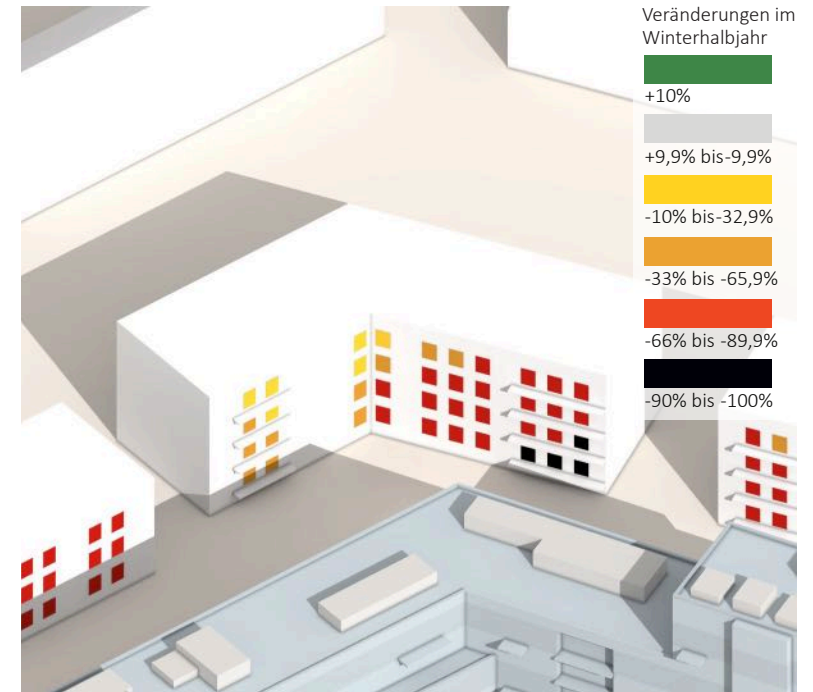 Veränderungen im
Winterhalbjahr
+10%
+9,9% bis-9,9%
-10% bis-32,9%
-33% bis -65,9%
-66% bis -89,9%
-90% bis -100%